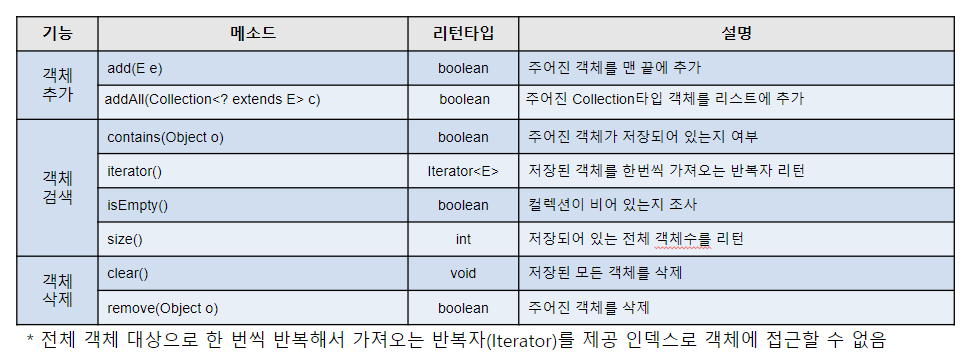 기능 메소드 리턴타입 설명
객체 추가
add(E e) boolean 주어진 객체를 맨 끝에 추가
addAll(Collection<? extends E> c) boolean 주어진 Collection타입 객체를 리스트에 추가
객체 검색
contains(Object o) boolean 주어진 객체가 저장되어 있는지 여부
iterator() Iterator<E> 저장된 객체를 한번씩 가져오는 반복자 리턴
isEmpty() boolean 컬렉션이 비어 있는지 조사
size() int 저장되어 있는 전체 객체수를 리턴
객체 삭제
clear() void 저장된 모든 객체를 삭제
remove(Object o) boolean 주어진 객체를 삭제
* 전체 객체 대상으로 한 번씩 반복해서 가져오는 반복자(Iterator)를 제공 인덱스로 객체에 접근할 수 없음